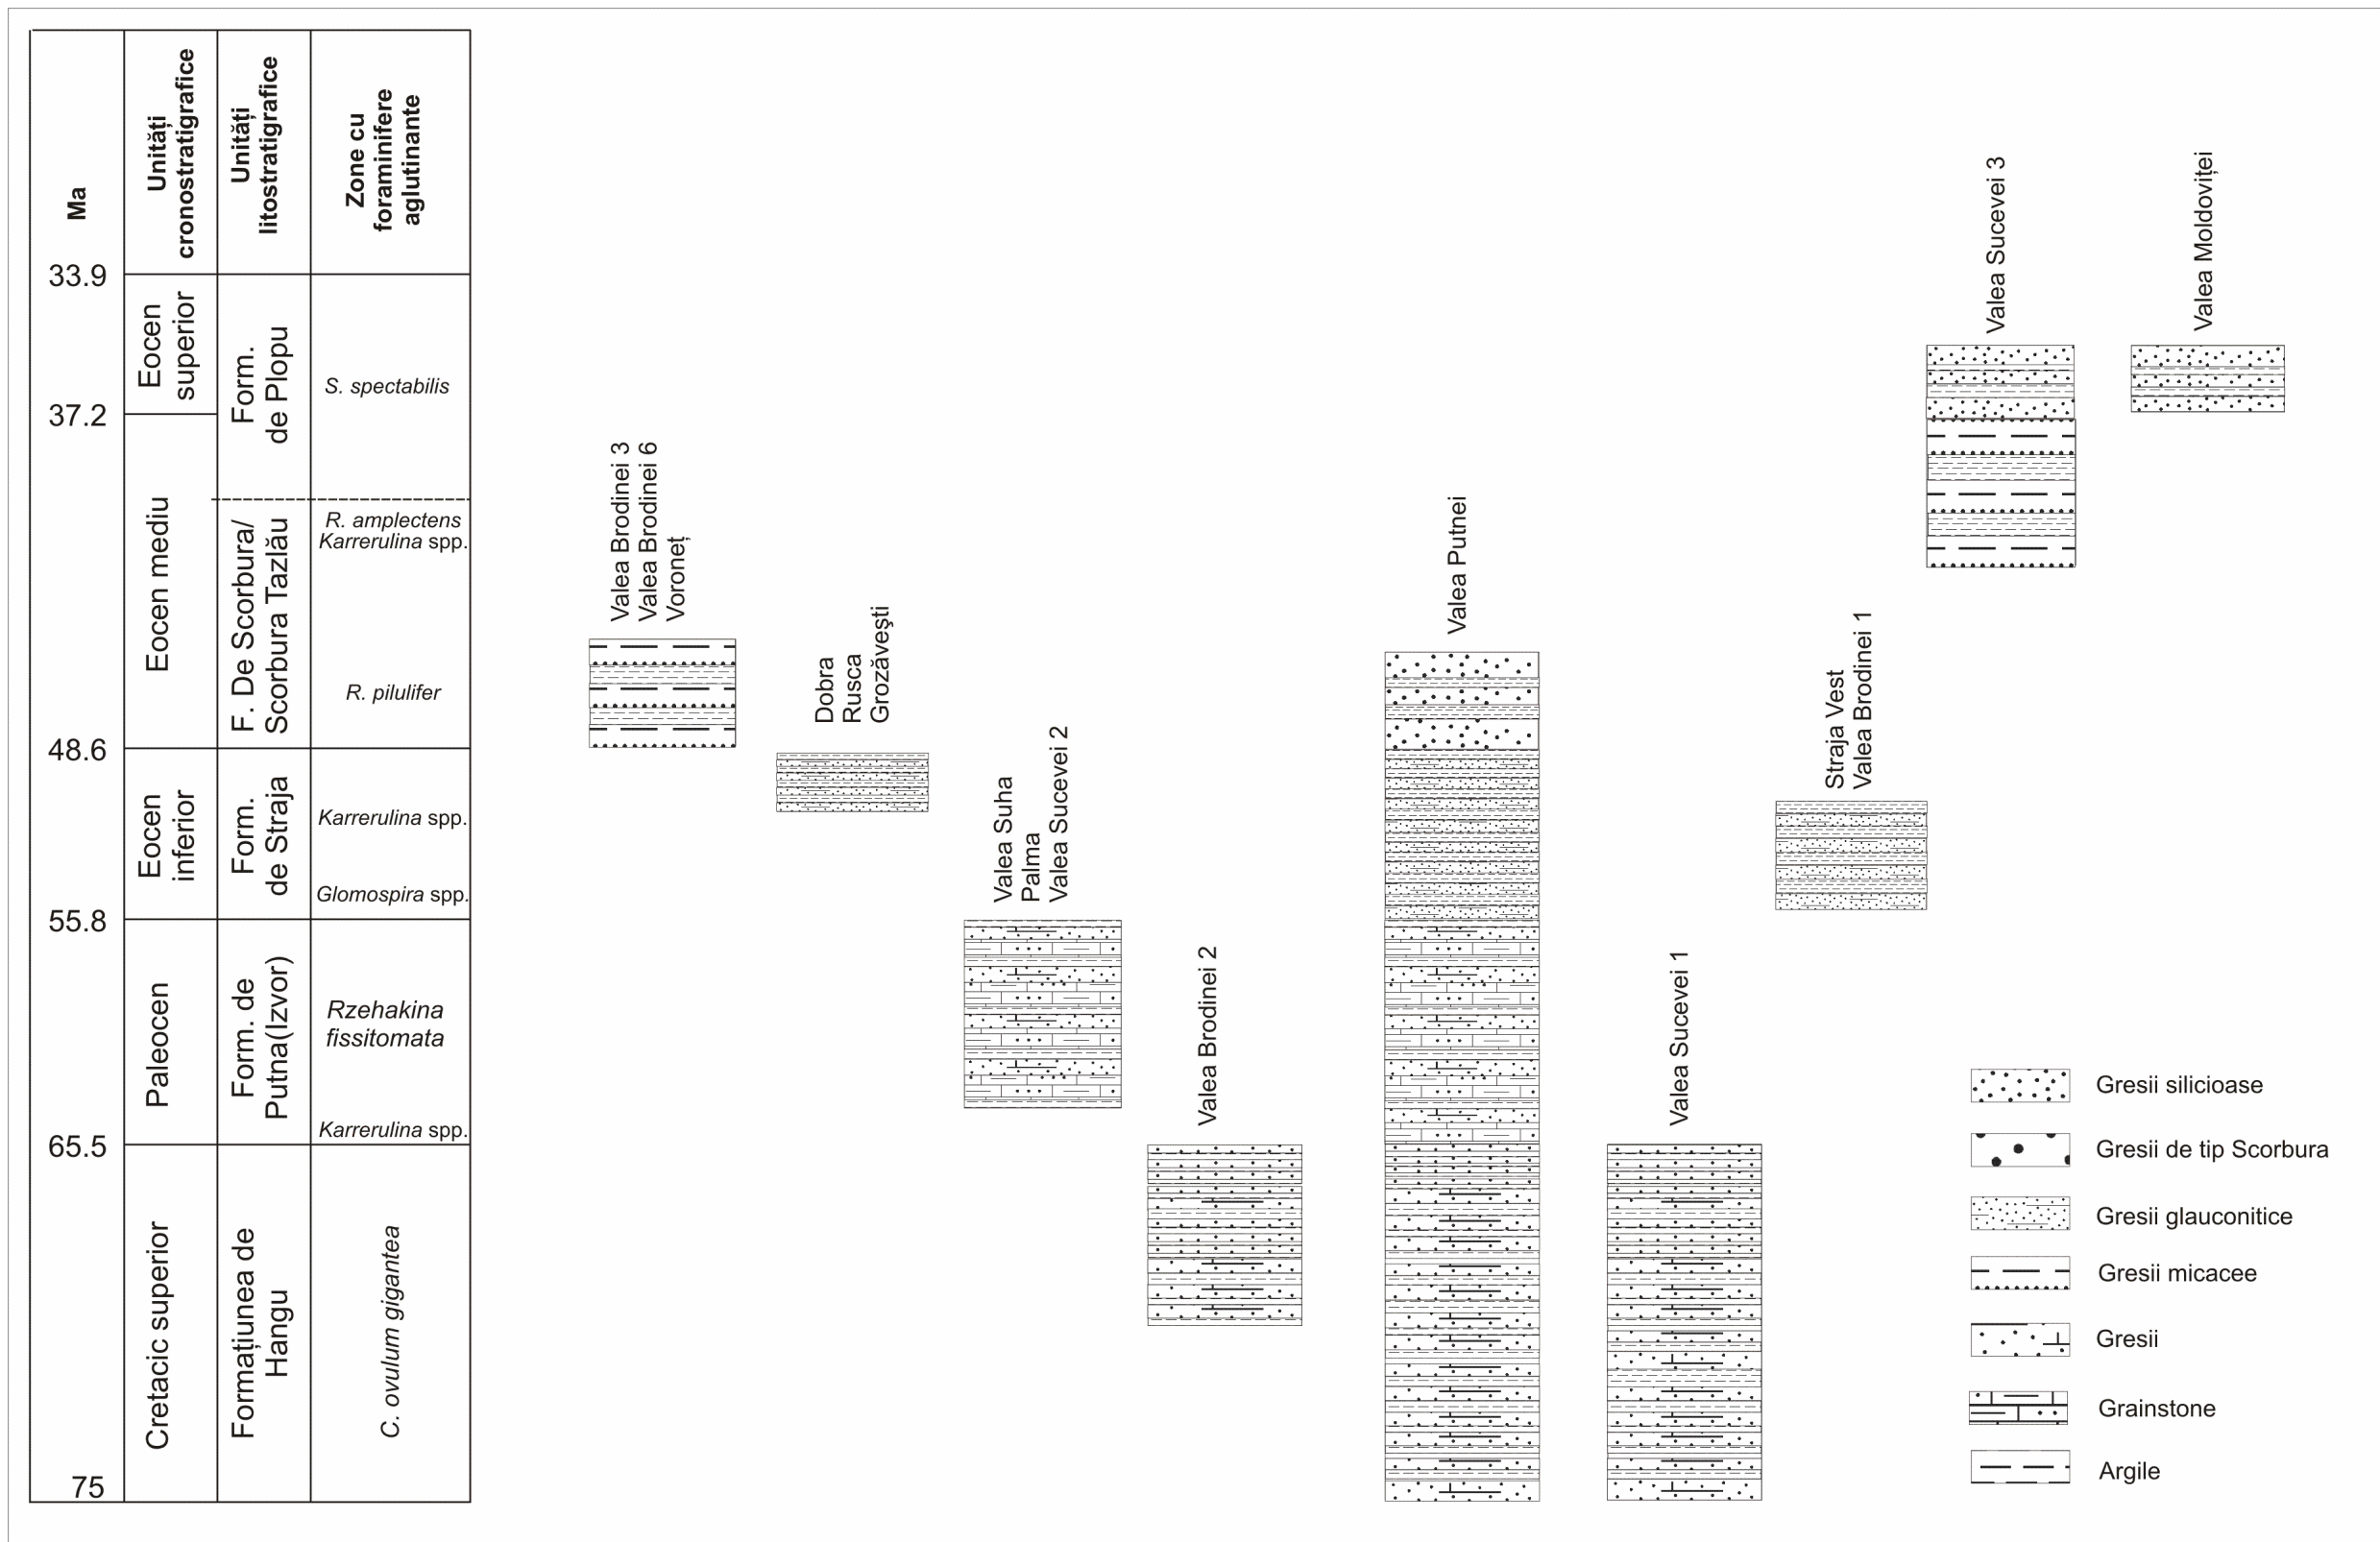 Ma
Unități
cronostratigrafice
Unități
litostratigrafice
Zone cu
foraminifere
aglutinante
33.9
37.2
48.6
55.8
65.5
75
Eocen
superior
Eocen mediu
Eocen
inferior
Paleocen
Cretacic superior
Form.
de Plopu
F. De Scorbura/
Scorbura Tazlău
Form.
de Straja
Form. de
Putna(Izvor)
Formațiunea de
Hangu
S. spectabilis
R. amplectens
Karrerulina spp.
R. pilulifer
Karrerulina spp.
Glomospira spp.
Rzehakina
fissitomata
Karrerulina spp.
C. ovulum gigantea
Valea Brodinei 3
Valea Brodinei 6
Voroneț
Dobra
Rusca
Grozăveşti
Valea Suha
Palma
Valea Sucevei 2
Valea Brodinei 2
Valea Putnei
Valea Sucevei 1
Straja Vest
Valea Brodinei 1
Valea Sucevei 3
Valea Moldoviței
Gresii silicioase
Gresii de tip Scorbura
Gresii glauconitice
Gresii micacee
Gresii
Grainstone
Argile